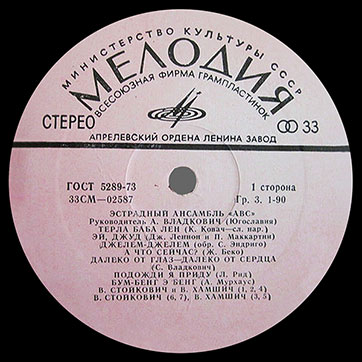 МИНИСТЕРСТВО КУЛЬТУРЫ СССР
МЕЛОДИЯ
ВСЕСОЮЗНАЯ ФИРМА ГРАМПЛАСТИНОК
СТЕРЕО
33
АПРЕЛЕВСКИЙ ОРДЕНА ЛЕНИНА ЗАВОД
ГОСТ 5289-73
1 сторона
33СМ—02587
Гр. 3. 1-90
ЭСТРАДНЫЙ АНСАМБЛЬ «АВС»
Руководитель А. ВЛАДКОВИЧ (Югославия)
ТЕРЛА БАБА ЛЕН (К. Ковач—сл. нар.)
ЭЙ, ДЖУД (Дж. Леннон и П. Маккартни)
ДЖЕЛЕМ-ДЖЕЛЕМ (обр. С. Эндриго)
А ЧТО СЕЙЧАС? (Ж. Беко)
ДАЛЕКО ОТ ГЛАЗ—ДАЛЕКО ОТ СЕРДЦА
(С. Владкович)
ПОДОЖДИ Я ПРИДУ (Л. Рид)
БУМ-БЕНГ Э БЕНГ (А. Мурхаус)
В. СТОЙКОВИЧ и В. ХАМШИЧ (1, 2, 4)
В. СТОЙКОВИЧ (6, 7), В. ХАМШИЧ (3, 5)